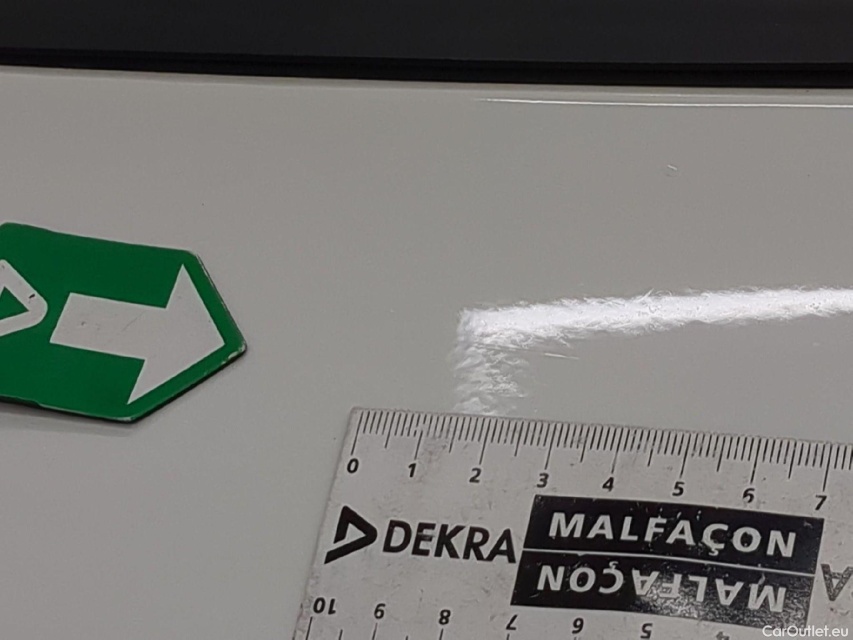 0 1 2 3 4 5 6 7
DEKRA MALFAÇON
MALFAÇON
10 9 8 7 6 5 4
CarOutlet.eu